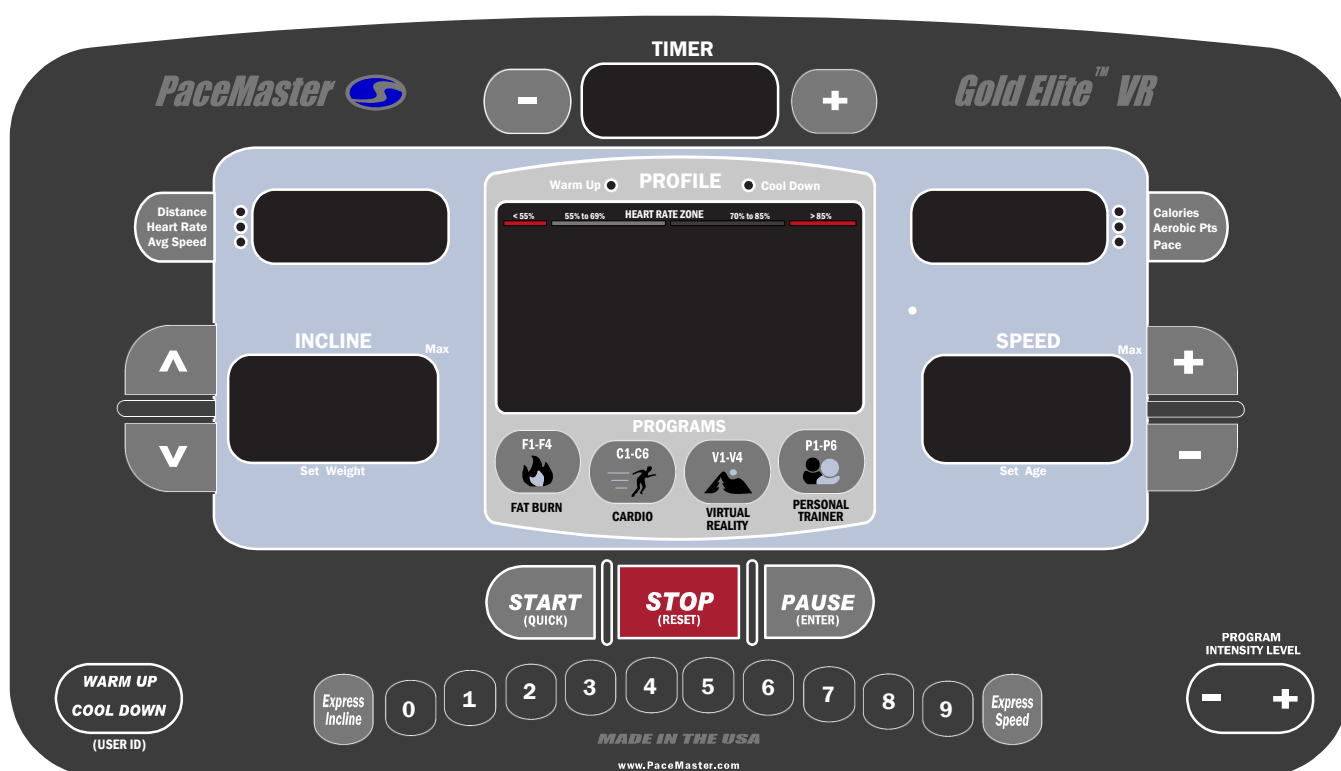 TIMER
PaceMaster
- +
Gold Elite™ VR
Warm Up PROFILE Cool Down
< 55% 55% to 69% HEART RATE ZONE 70% to 85% > 85%
Distance
Heart Rate
Avg Speed
Calories
Aerobic Pts
Pace
INCLINE
Max
Set Weight
SPEED
Max
+
-
Set Age
PROGRAMS
F1-F4 C1-C6 V1-V4 P1-P6
FAT BURN
CARDIO
VIRTUAL
REALITY
PERSONAL
TRAINER
START
(QUICK)
STOP
(RESET)
PAUSE
(ENTER)
WARM UP
COOL DOWN
(USER ID)
Express
Incline
0 1 2 3 4 5 6 7 8 9
Express
Speed
PROGRAM
INTENSITY LEVEL
- +
MADE IN THE USA
www.PaceMaster.com